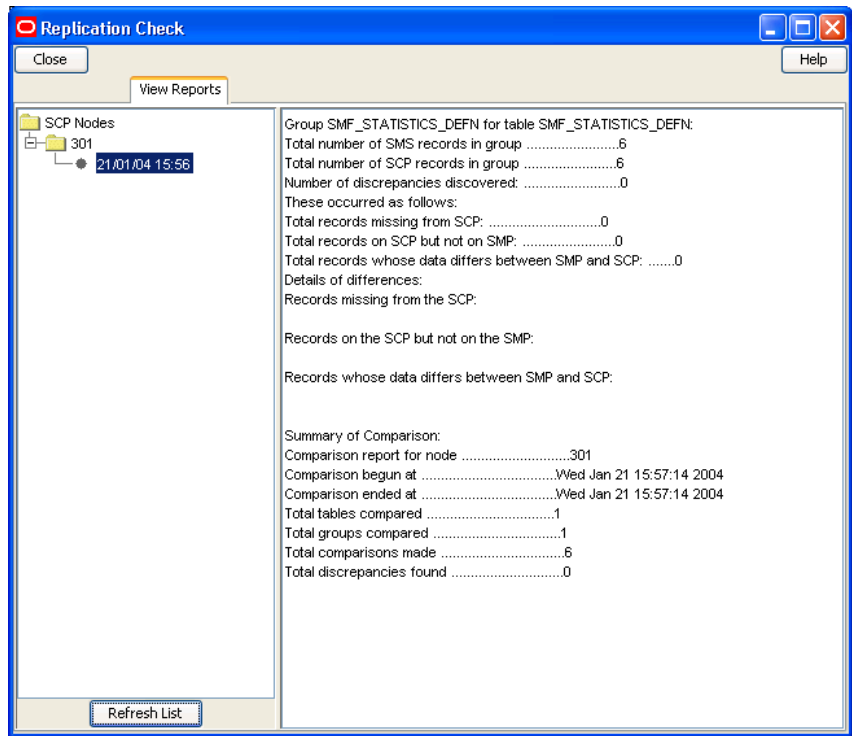 Replication Check
Close
Help
View Reports
SCP Nodes
301
21/01/04 15:56
Refresh List
Group SMF_STATISTICS_DEFN for table SMF_STATISTICS_DEFN:
Total number of SMS records in group .......................6
Total number of SCP records in group .......................6
Number of discrepancies discovered: ........................0
These occurred as follows:
Total records missing from SCP: ............................0
Total records on SCP but not on SMP: .......................0
Total records whose data differs between SMP and SCP: .......0
Details of differences:
Records missing from the SCP:
Records on the SCP but not on the SMP:
Records whose data differs between SMP and SCP:
Summary of Comparison:
Comparison report for node ...........................301
Comparison begun at ..................................Wed Jan 21 15:57:14 2004
Comparison ended at ..................................Wed Jan 21 15:57:14 2004
Total tables compared ................................1
Total groups compared ................................1
Total comparisons made ...............................6
Total discrepancies found ............................0